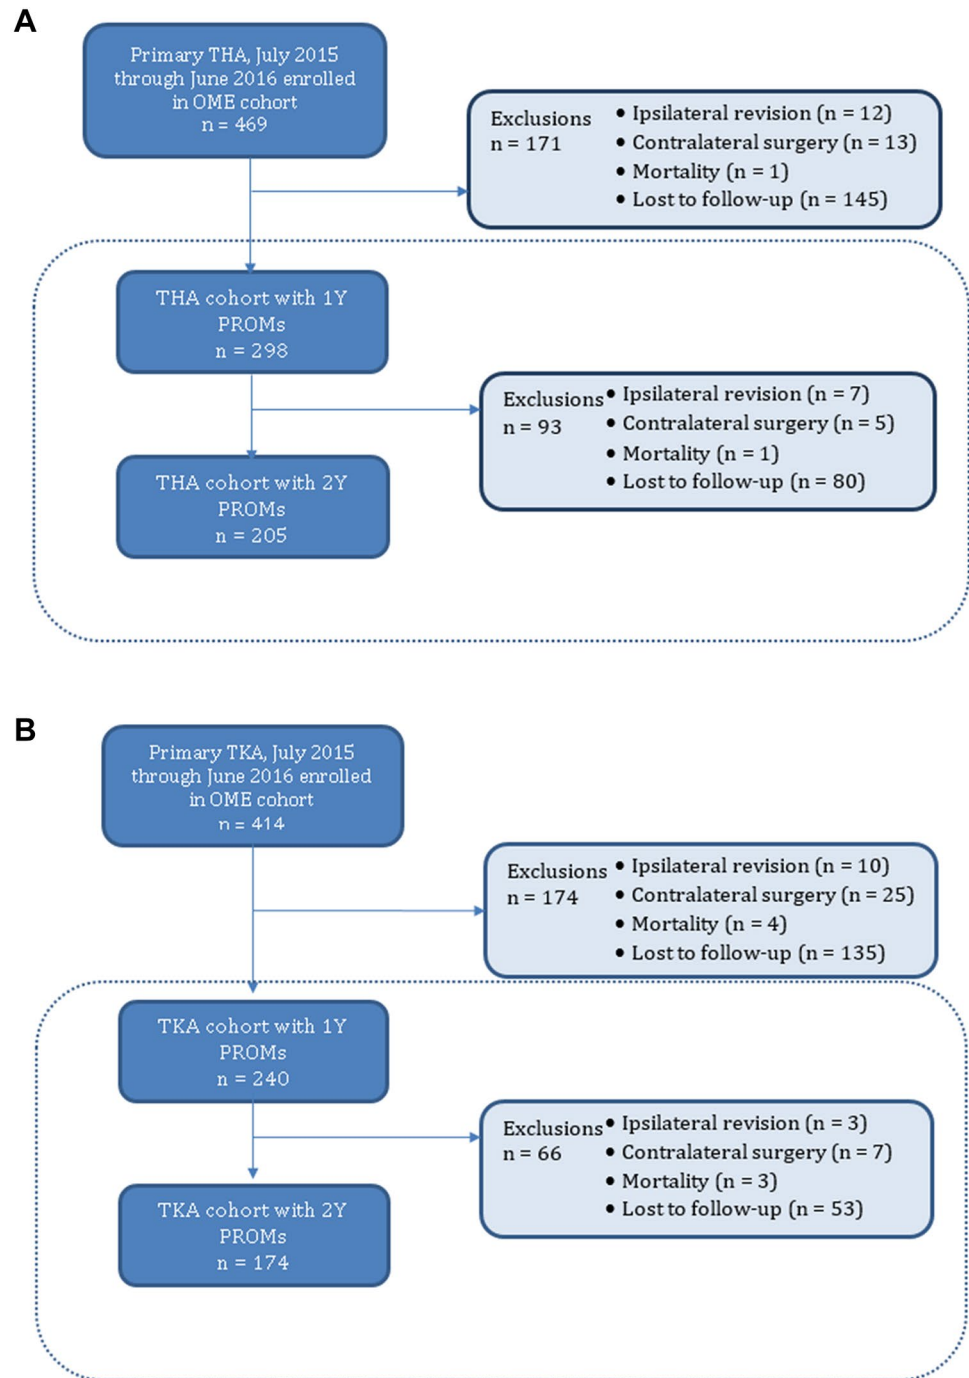 A
Primary THA, July 2015
through June 2016 enrolled
in OME cohort
n = 469
Exclusions
n = 171
• Ipsilateral revision (n = 12)
• Contralateral surgery (n = 13)
• Mortality (n = 1)
• Lost to follow-up (n = 145)
THA cohort with 1Y
PROMs
n = 298
Exclusions
n = 93
• Ipsilateral revision (n = 7)
• Contralateral surgery (n = 5)
• Mortality (n = 1)
• Lost to follow-up (n = 80)
THA cohort with 2Y
PROMs
n = 205
B
Primary TKA, July 2015
through June 2016 enrolled
in OME cohort
n = 414
Exclusions
n = 174
• Ipsilateral revision (n = 10)
• Contralateral surgery (n = 25)
• Mortality (n = 4)
• Lost to follow-up (n = 135)
TKA cohort with 1Y
PROMs
n = 240
Exclusions
n = 66
• Ipsilateral revision (n = 3)
• Contralateral surgery (n = 7)
• Mortality (n = 3)
• Lost to follow-up (n = 53)
TKA cohort with 2Y
PROMs
n = 174